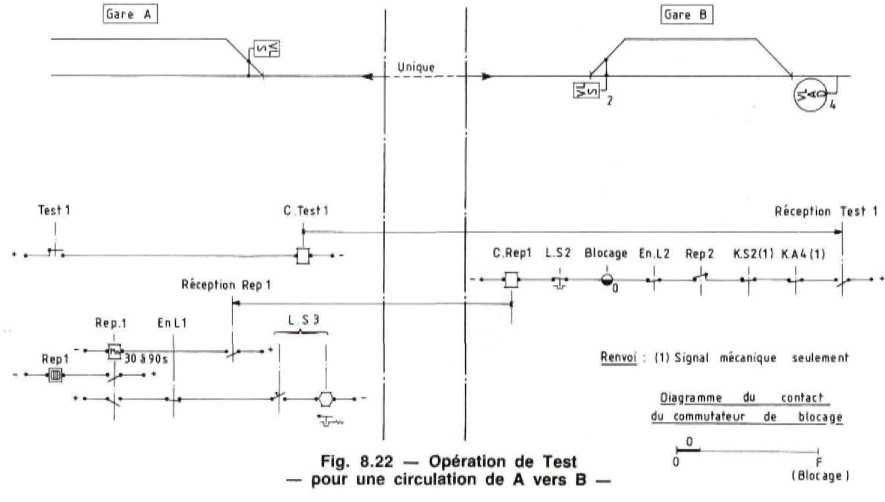 Gare A
Gare B
VL
S
Unique
VL
S
2
VL
A
4
Test 1
C.Test 1
Réception Test 1
C.Rep1
L.S2
Blocage
En.L2
Rep2
K.S2(1)
K.A4(1)
+
-
-
0
+
Réception Rep 1
Rep.1
En L1
L S3
-
+
Rep1
30 à 90s
-
+
+
-
Renvoi : (1) Signal mécanique seulement
Diagramme du contact
du commutateur de blocage
0
0
F
(Blocage)
Fig. 8.22 — Opération de Test
— pour une circulation de A vers B —